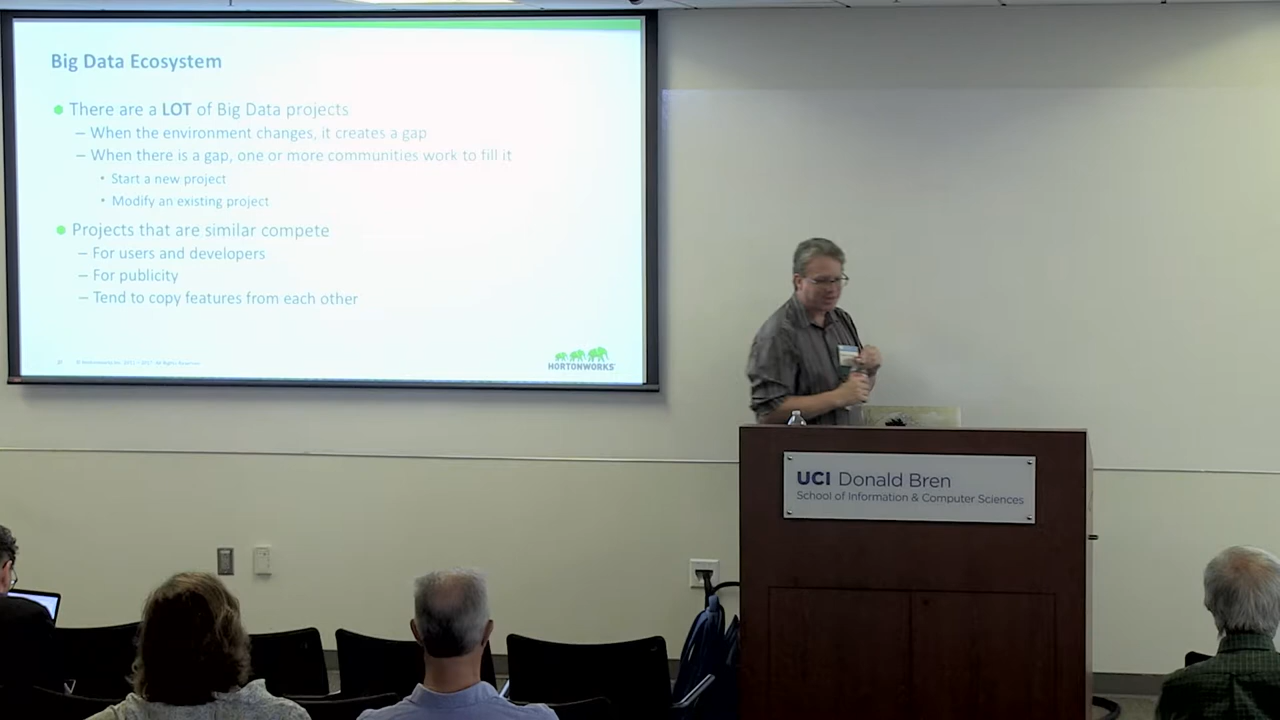 Big Data Ecosystem
There are a LOT of Big Data projects
– When the environment changes, it creates a gap
– When there is a gap, one or more communities work to fill it
• Start a new project
• Modify an existing project
Projects that are similar compete
– For users and developers
– For publicity
– Tend to copy features from each other
HORTONWORKS
UCI Donald Bren
School of Information & Computer Sciences